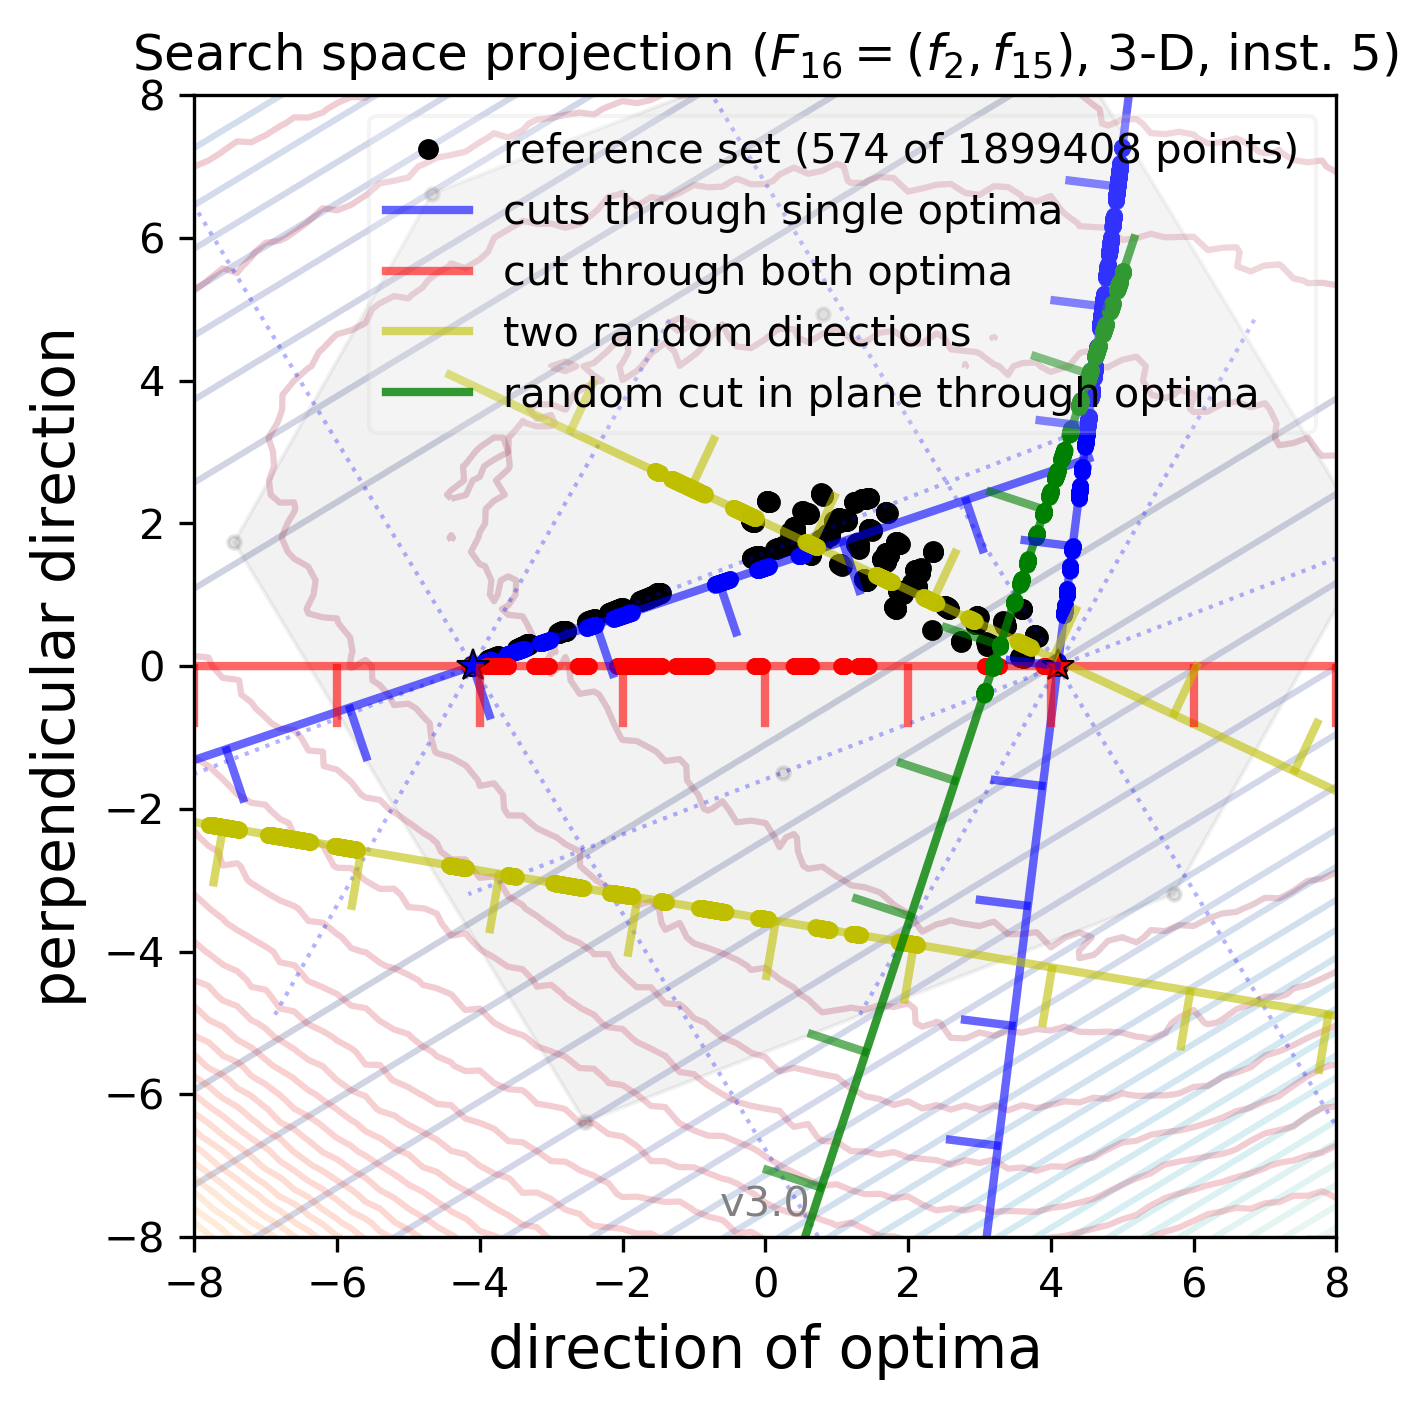 Search space projection (F₁₆ = (f₂, f₁₅), 3-D, inst. 5)
8
6
4
2
0
−2
−4
−6
−8
perpendicular direction
reference set (574 of 1899408 points)
cuts through single optima
cut through both optima
two random directions
random cut in plane through optima
v3.0
−8 −6 −4 −2 0 2 4 6 8
direction of optima